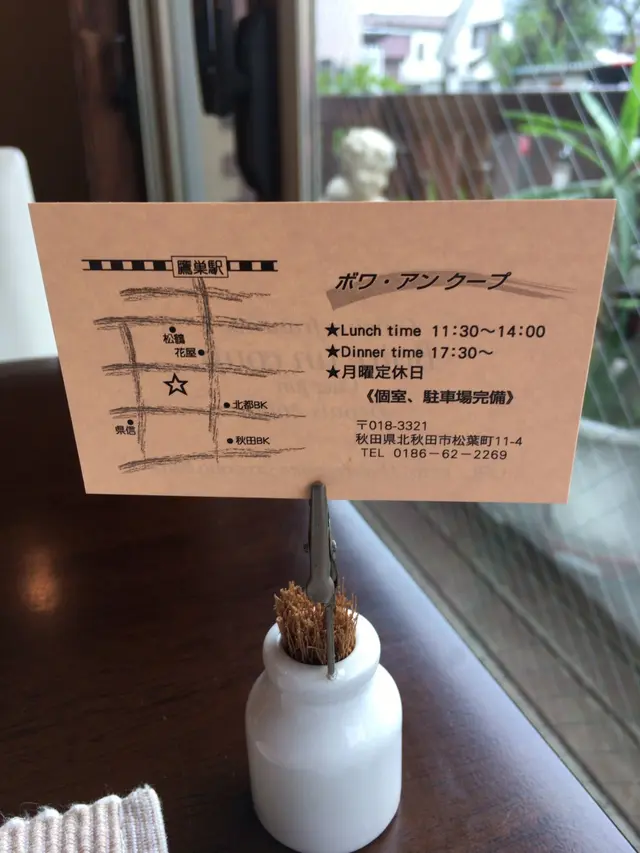 鷹巣駅
松鶴
花屋
北都BK
県信
秋田BK
ボワ・アン クープ
★Lunch time 11:30～14:00
★Dinner time 17:30～
★月曜定休日
《個室、駐車場完備》
〒018-3321
秋田県北秋田市松葉町11-4
TEL 0186－62－2269